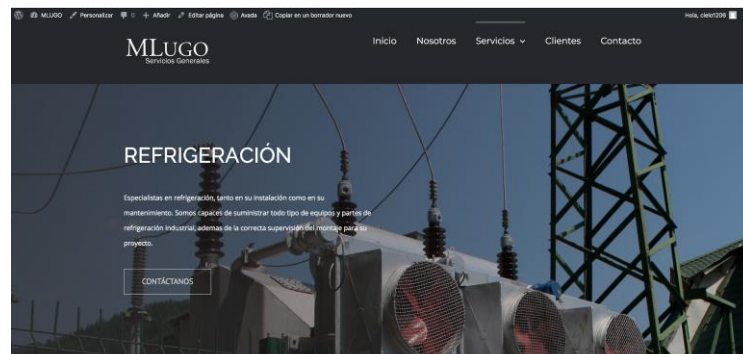 MLUGO Personalizar 0 + Añadir Editar página Avada Copiar en un borrador nuevo Hola, cielo1208
MLUGO
Servicios Generales
Inicio Nosotros Servicios Clientes Contacto
REFRIGERACIÓN
Especialistas en refrigeración, tanto en su instalación como en su
mantenimiento. Somos capaces de suministrar todo tipo de equipos y partes de
refrigeración industrial, ademas de la correcta supervisión del montaje para su
proyecto.
CONTÁCTANOS